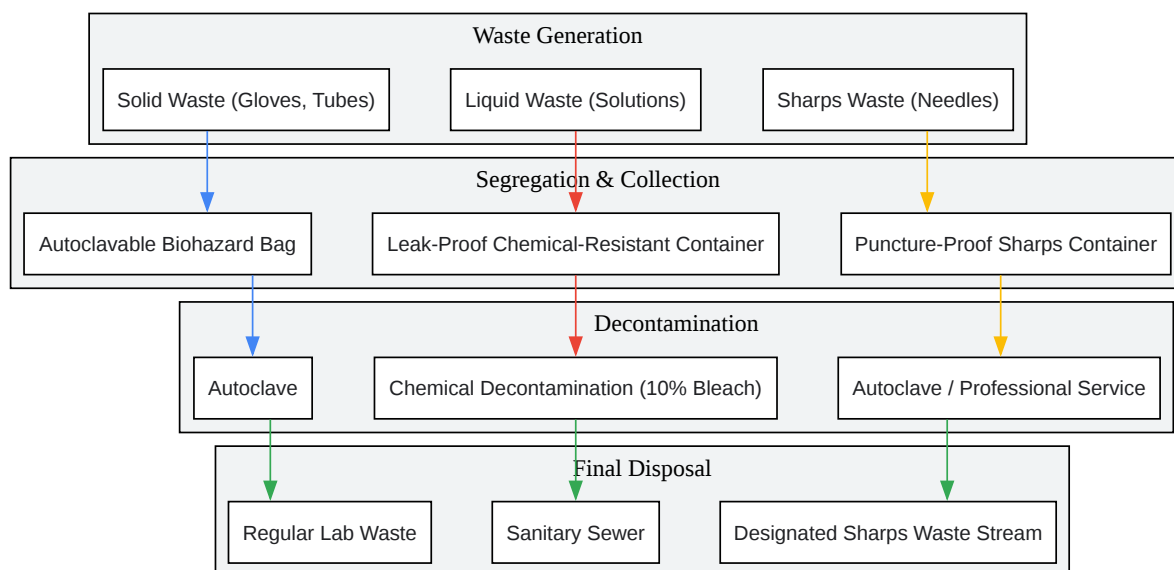 Waste Generation
Solid Waste (Gloves, Tubes)
Liquid Waste (Solutions)
Sharps Waste (Needles)
Segregation & Collection
Autoclavable Biohazard Bag
Leak-Proof Chemical-Resistant Container
Puncture-Proof Sharps Container
Decontamination
Autoclave
Chemical Decontamination (10% Bleach)
Autoclave / Professional Service
Final Disposal
Regular Lab Waste
Sanitary Sewer
Designated Sharps Waste Stream